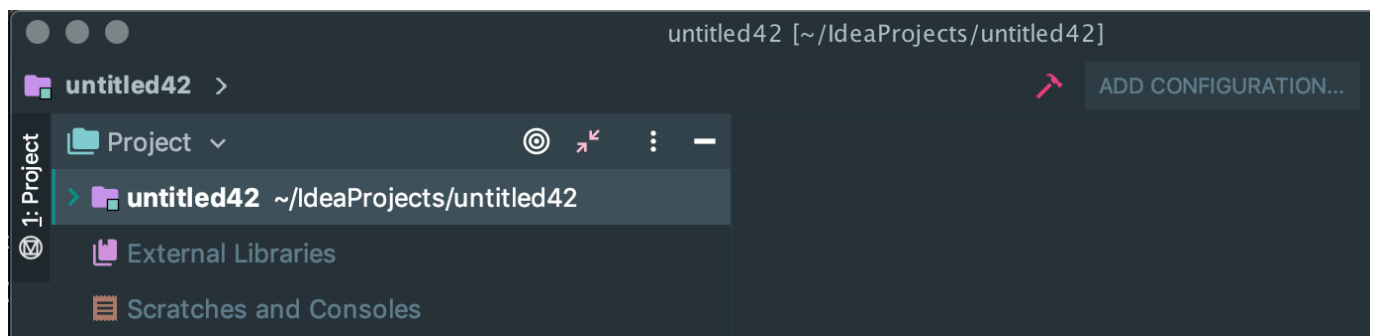 untitled42 [~/IdeaProjects/untitled42]
untitled42 >
ADD CONFIGURATION...
1: Project
Project
untitled42 ~/IdeaProjects/untitled42
External Libraries
Scratches and Consoles